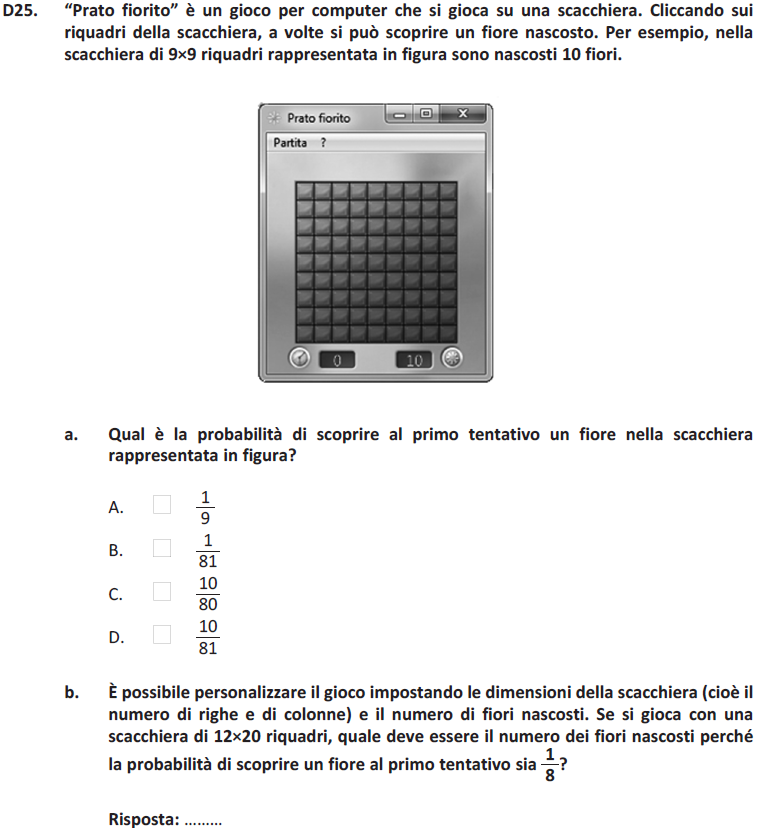 D25. “Prato fiorito” è un gioco per computer che si gioca su una scacchiera. Cliccando sui
riquadri della scacchiera, a volte si può scoprire un fiore nascosto. Per esempio, nella
scacchiera di 9×9 riquadri rappresentata in figura sono nascosti 10 fiori.
Prato fiorito
Partita ?
0 10
a. Qual è la probabilità di scoprire al primo tentativo un fiore nella scacchiera
rappresentata in figura?
A. 1/9
B. 1/81
C. 10/80
D. 10/81
b. È possibile personalizzare il gioco impostando le dimensioni della scacchiera (cioè il
numero di righe e di colonne) e il numero di fiori nascosti. Se si gioca con una
scacchiera di 12×20 riquadri, quale deve essere il numero dei fiori nascosti perché
la probabilità di scoprire un fiore al primo tentativo sia 1/8?
Risposta: .........